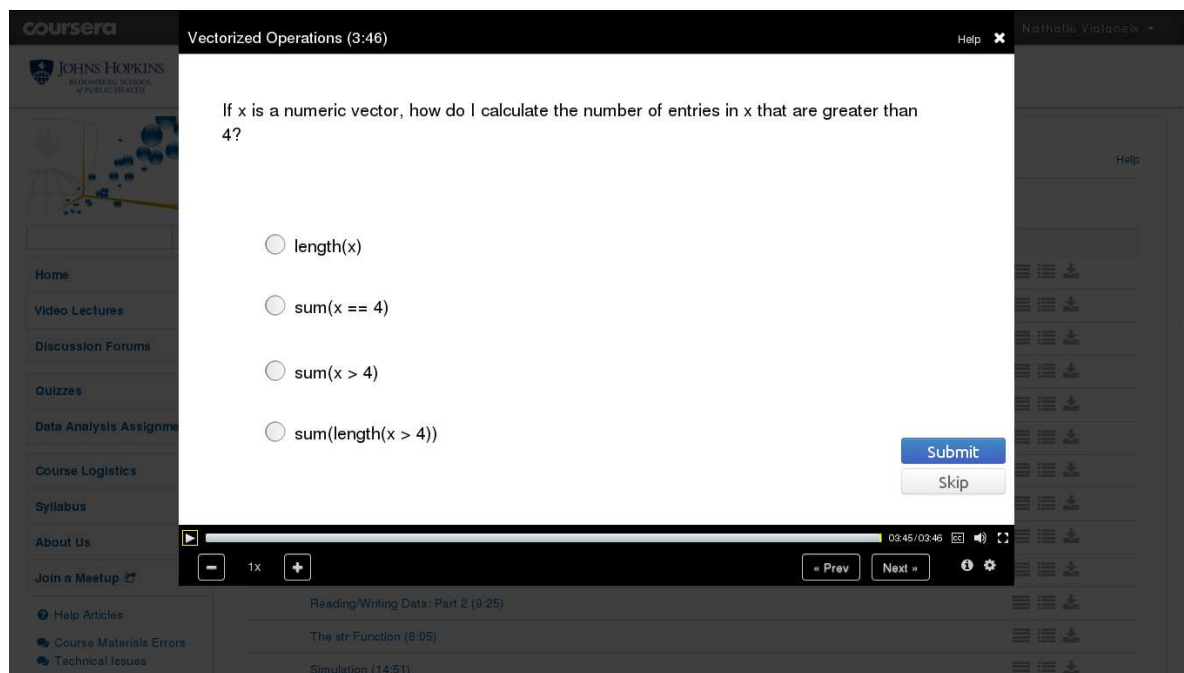 coursera
Vectorized Operations (3:46)
Help
Nathalie Vialaneix
JOHNS HOPKINS
BLOOMBERG SCHOOL
of PUBLIC HEALTH
If x is a numeric vector, how do I calculate the number of entries in x that are greater than
4?
Help
length(x)
sum(x == 4)
sum(x > 4)
sum(length(x > 4))
Submit
Skip
Home
Video Lectures
Discussion Forums
Quizzes
Data Analysis Assignme
Course Logistics
Syllabus
About Us
Join a Meetup
Help Articles
Course Materials Errors
Technical Issues
03:45/03:46
CC
1x
« Prev
Next »
Reading/Writing Data: Part 2 (9:25)
The str Function (6:05)
Simulation (14:51)